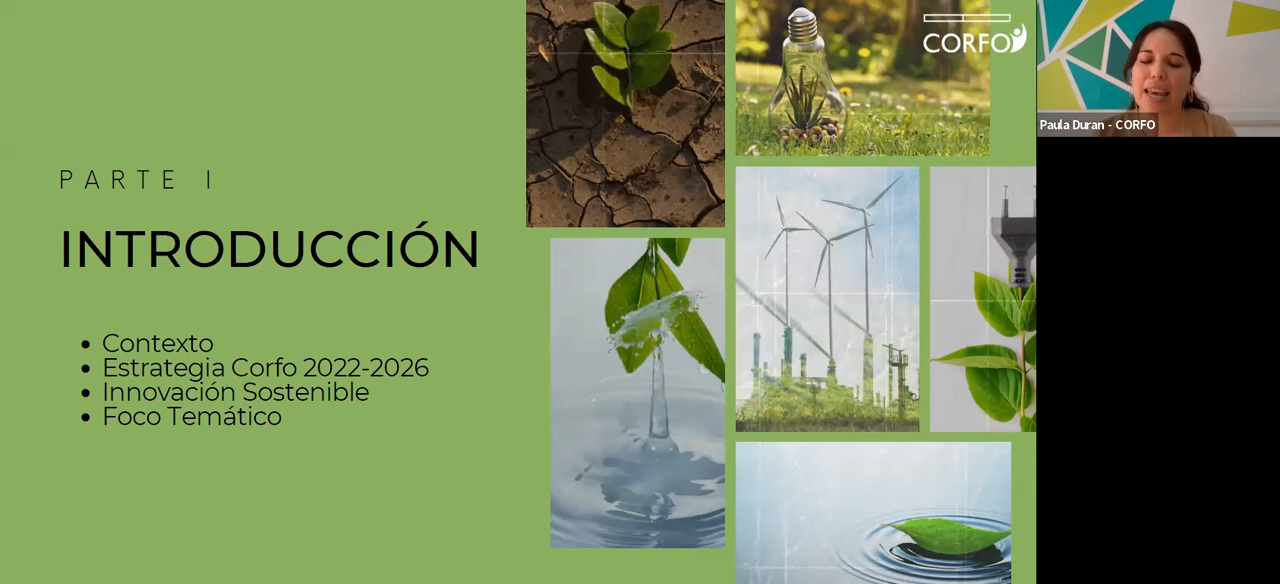 PARTE I
INTRODUCCIÓN
• Contexto
• Estrategia Corfo 2022-2026
• Innovación Sostenible
• Foco Temático
CORFO
Paula Duran - CORFO